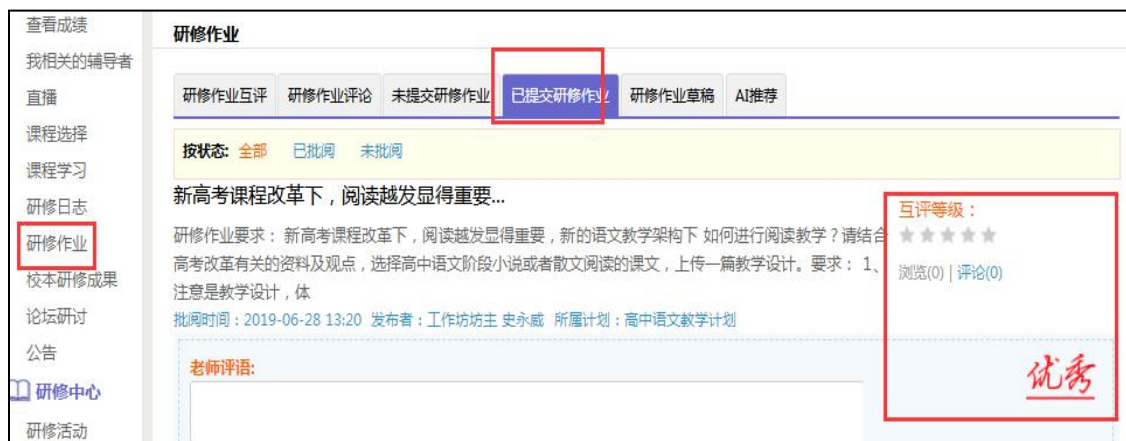 查看成绩
我相关的辅导者
直播
课程选择
课程学习
研修日志
研修作业
校本研修成果
论坛研讨
公告
研修中心
研修活动
研修作业
研修作业互评 研修作业评论 未提交研修作业 已提交研修作业 研修作业草稿 AI推荐
按状态: 全部 已批阅 未批阅
新高考课程改革下，阅读越发显得重要...
研修作业要求： 新高考课程改革下，阅读越发显得重要，新的语文教学架构下 如何进行阅读教学？请结合
高考改革有关的资料及观点，选择高中语文阶段小说或者散文阅读的课文，上传一篇教学设计。要求： 1、
注意是教学设计，体
批阅时间：2019-06-28 13:20 发布者：工作坊坊主 史永威 所属计划：高中语文教学计划
互评等级：
浏览(0) | 评论(0)
老师评语:
优秀